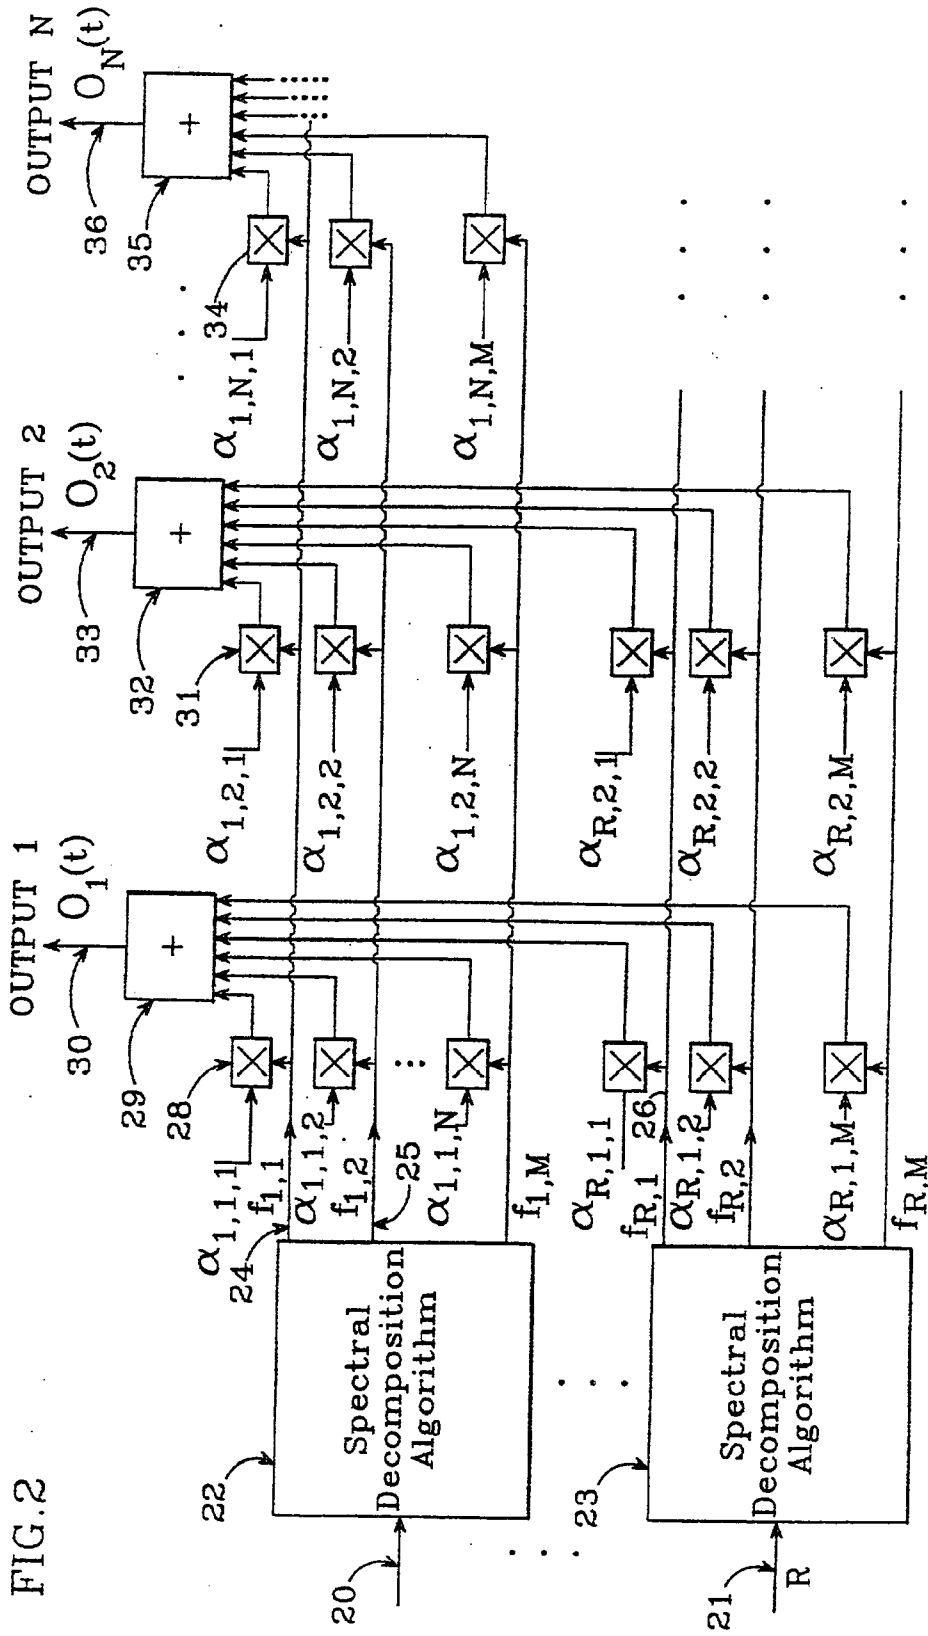 FIG.2
OUTPUT 1
O1(t)
OUTPUT 2
O2(t)
OUTPUT N
ON(t)
30
33
36
29
+
32
+
35
+
28
31
34
α1,1,1
α1,2,1
α1,N,1
24
f1,1
α1,1,2
α1,2,2
α1,N,2
f1,2
25
α1,1,N
α1,2,N
α1,N,M
f1,M
22
Spectral
Decomposition
Algorithm
20
αR,1,1
αR,2,1
fR,1
26
αR,1,2
αR,2,2
fR,2
αR,1,M
αR,2,M
fR,M
23
Spectral
Decomposition
Algorithm
21
R